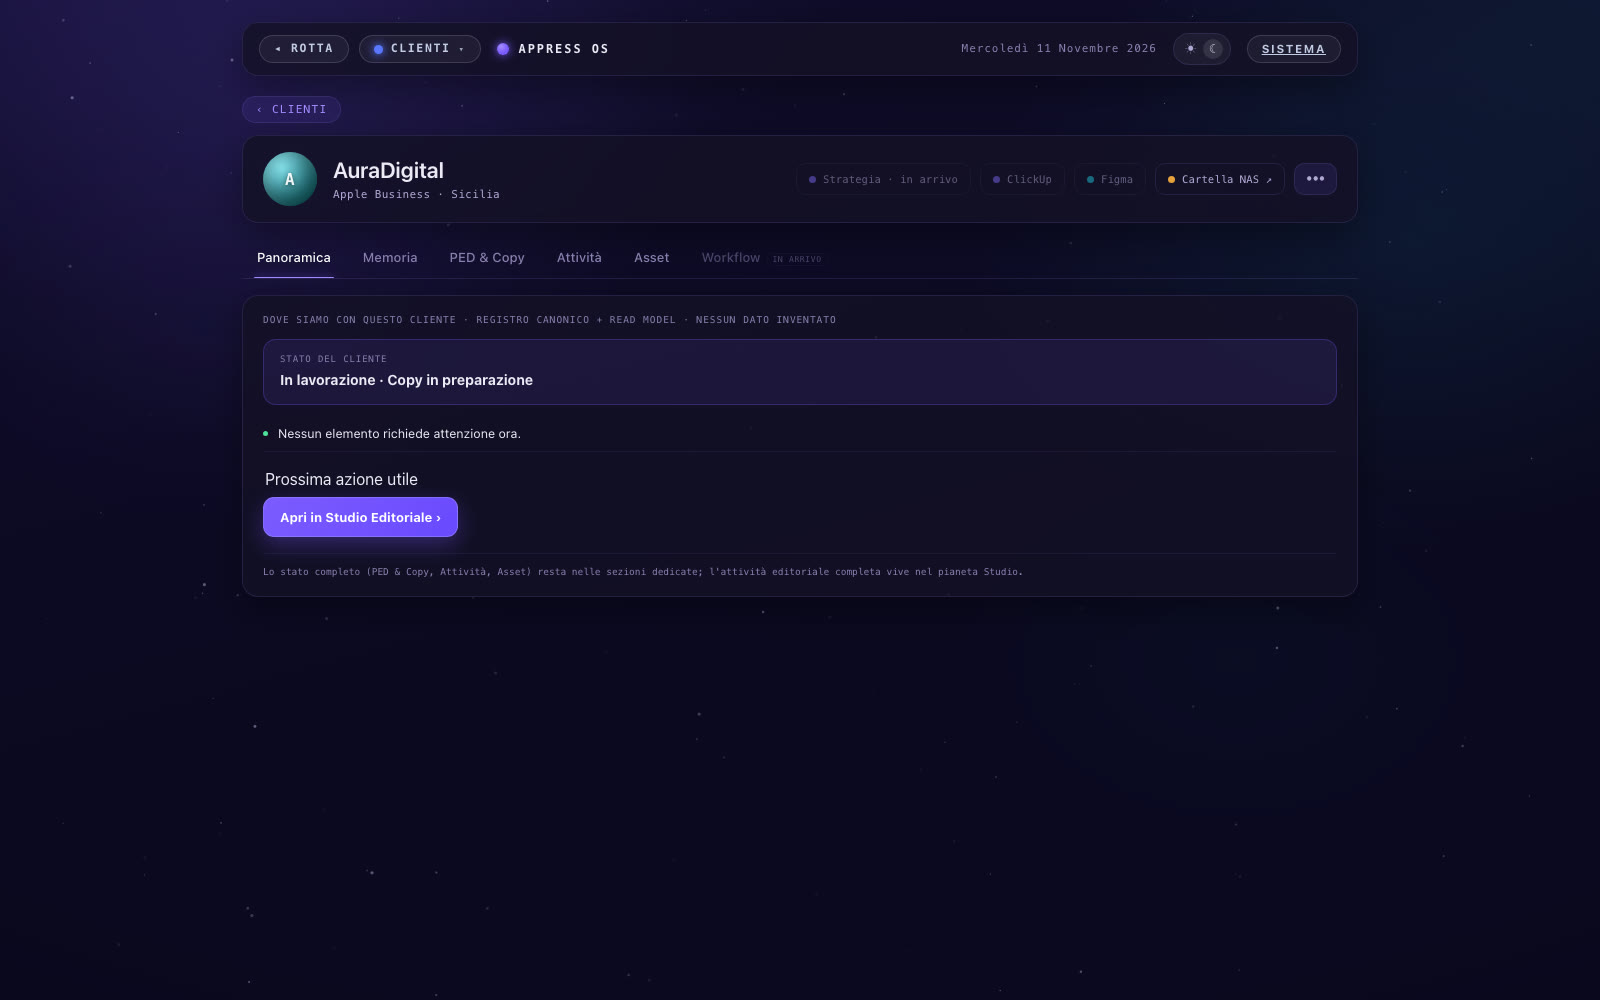 ◂ ROTTA
CLIENTI ▾
APPRESS OS
Mercoledì 11 Novembre 2026
☀ ☾
SISTEMA
‹ CLIENTI
A
AuraDigital
Apple Business · Sicilia
Strategia · in arrivo
ClickUp
Figma
Cartella NAS ↗
•••
Panoramica
Memoria
PED & Copy
Attività
Asset
Workflow IN ARRIVO
DOVE SIAMO CON QUESTO CLIENTE · REGISTRO CANONICO + READ MODEL · NESSUN DATO INVENTATO
STATO DEL CLIENTE
In lavorazione · Copy in preparazione
Nessun elemento richiede attenzione ora.
Prossima azione utile
Apri in Studio Editoriale ›
Lo stato completo (PED & Copy, Attività, Asset) resta nelle sezioni dedicate; l'attività editoriale completa vive nel pianeta Studio.